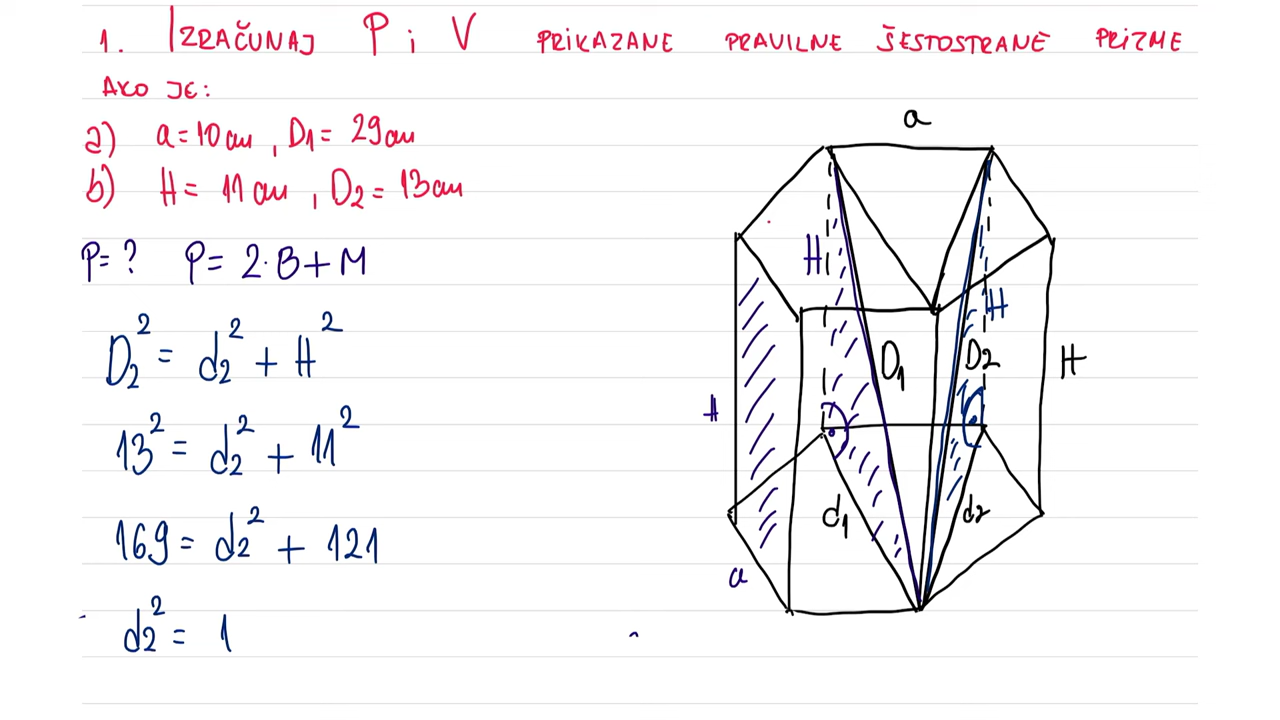 1. IZRAČUNAJ P i V PRIKAZANE PRAVILNE ŠESTOSTRANE PRIZME
AKO JE:
a) a = 10 cm , D1 = 29 cm
b) H = 11 cm , D2 = 13 cm
P = ? P = 2·B + M
D2² = d2² + H²
13² = d2² + 11²
169 = d2² + 121
d2² = 1
a
H
H
D1
D2
H
H
d1
d2
a